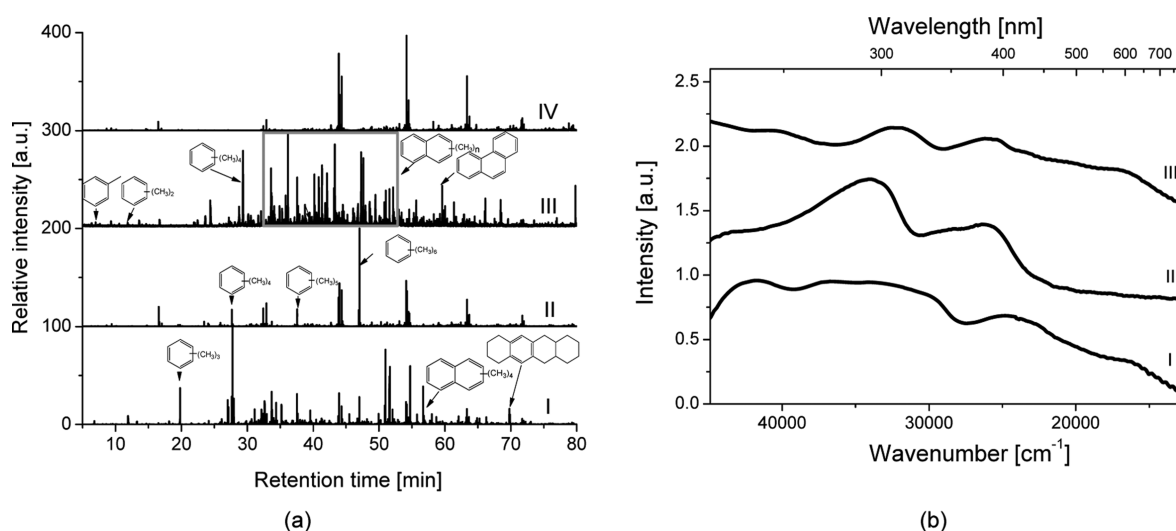 400
300
200
100
0
Relative intensity [a.u.]
IV
III
II
I
(CH₃)₄
(CH₃)₂
(CH₃)n
(CH₃)₆
(CH₃)₄
(CH₃)₅
(CH₃)₃
(CH₃)₄
10 20 30 40 50 60 70 80
Retention time [min]
(a)
Wavelength [nm]
300 400 500 600 700
2.5
2.0
1.5
1.0
0.5
0.0
Intensity [a.u.]
III
II
I
40000 30000 20000
Wavenumber [cm⁻¹]
(b)